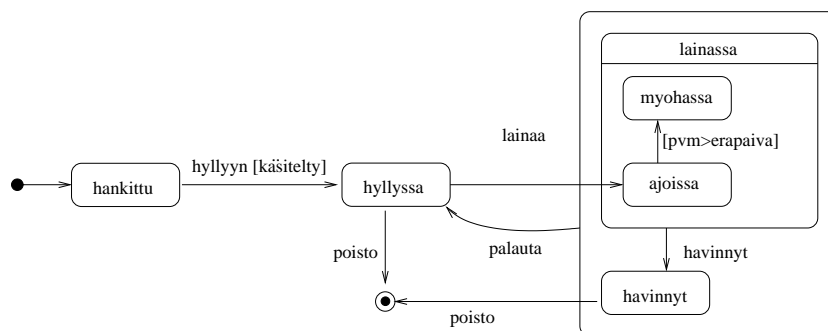 lainassa
myohassa
[pvm>erapaiva]
lainaa
hyllyyn [käsitelty]
hankittu
hyllyssa
ajoissa
poisto
palauta
havinnyt
havinnyt
poisto